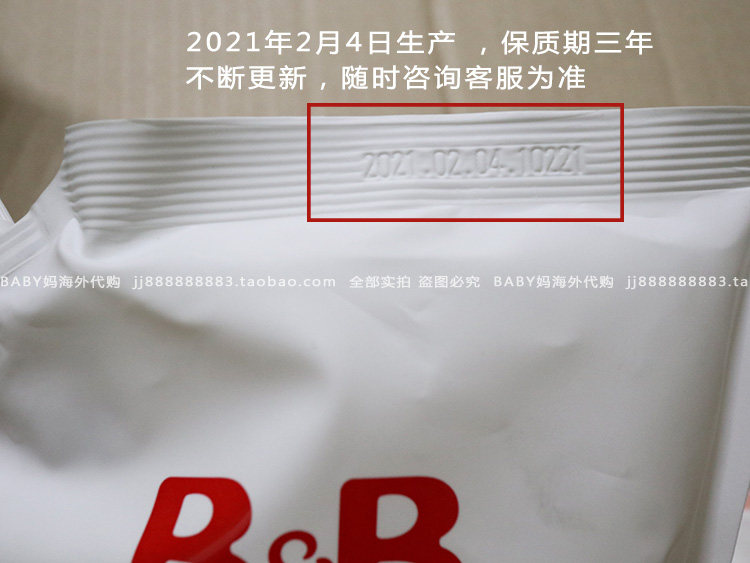 2021年2月4日生产 ，保质期三年
不断更新，随时咨询客服为准
2021.02.04.10221
BABY妈海外代购 jj888888883.taobao.com 全部实拍 盗图必究 BABY妈海外代购 jj888888883.ta
B&B